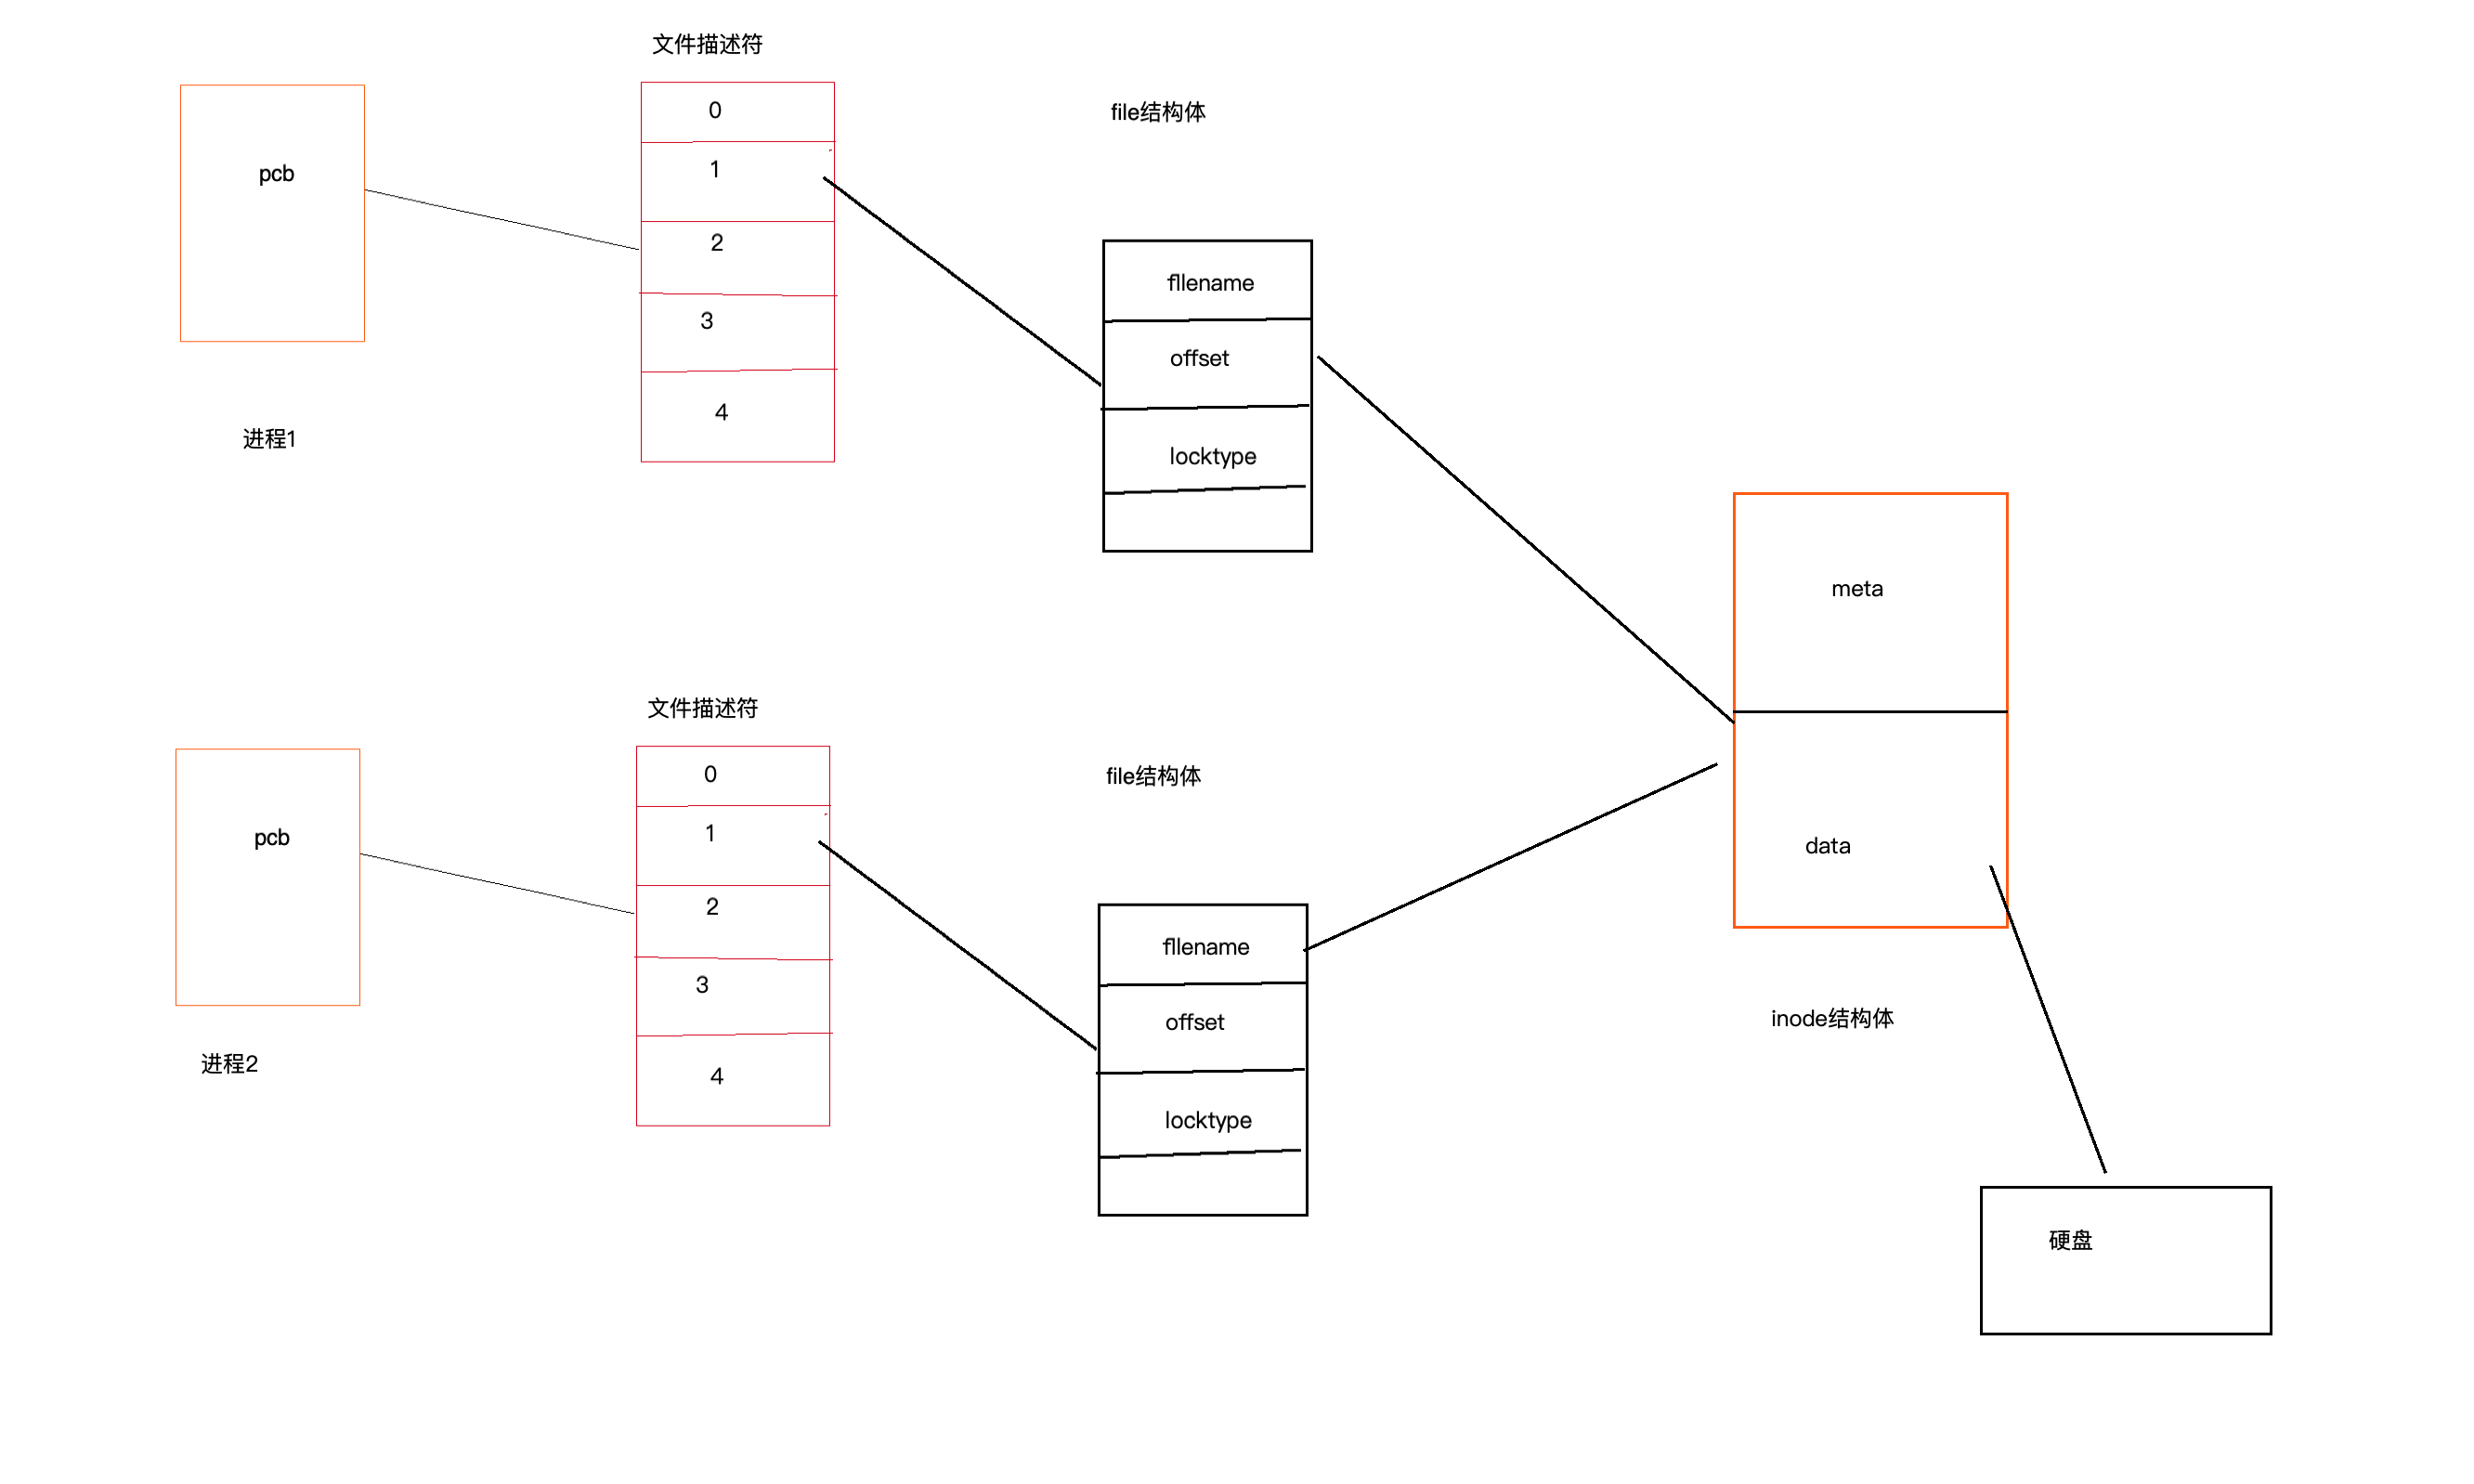 文件描述符
pcb
0
1
2
3
4
进程1
file结构体
fllename
offset
locktype
meta
data
inode结构体
文件描述符
pcb
0
1
2
3
4
进程2
file结构体
fllename
offset
locktype
硬盘